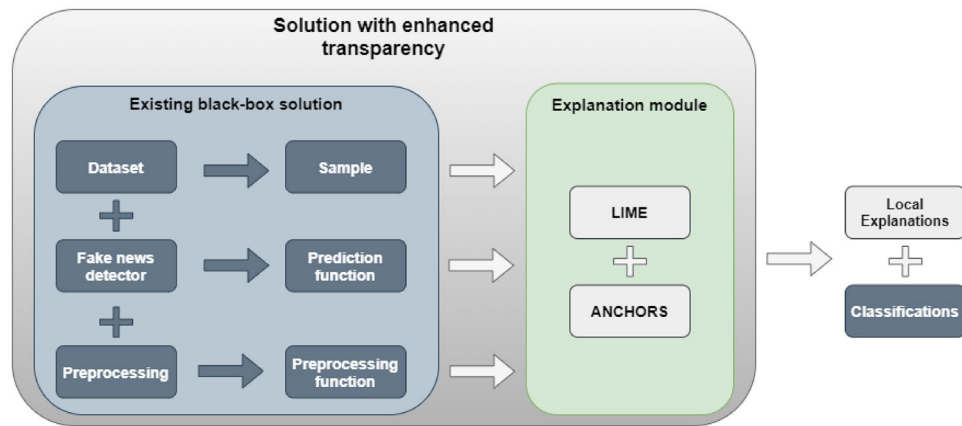 Solution with enhanced
transparency
Existing black-box solution
Explanation module
Dataset
Sample
LIME
Local
Explanations
Fake news
detector
Prediction
function
ANCHORS
Classifications
Preprocessing
Preprocessing
function